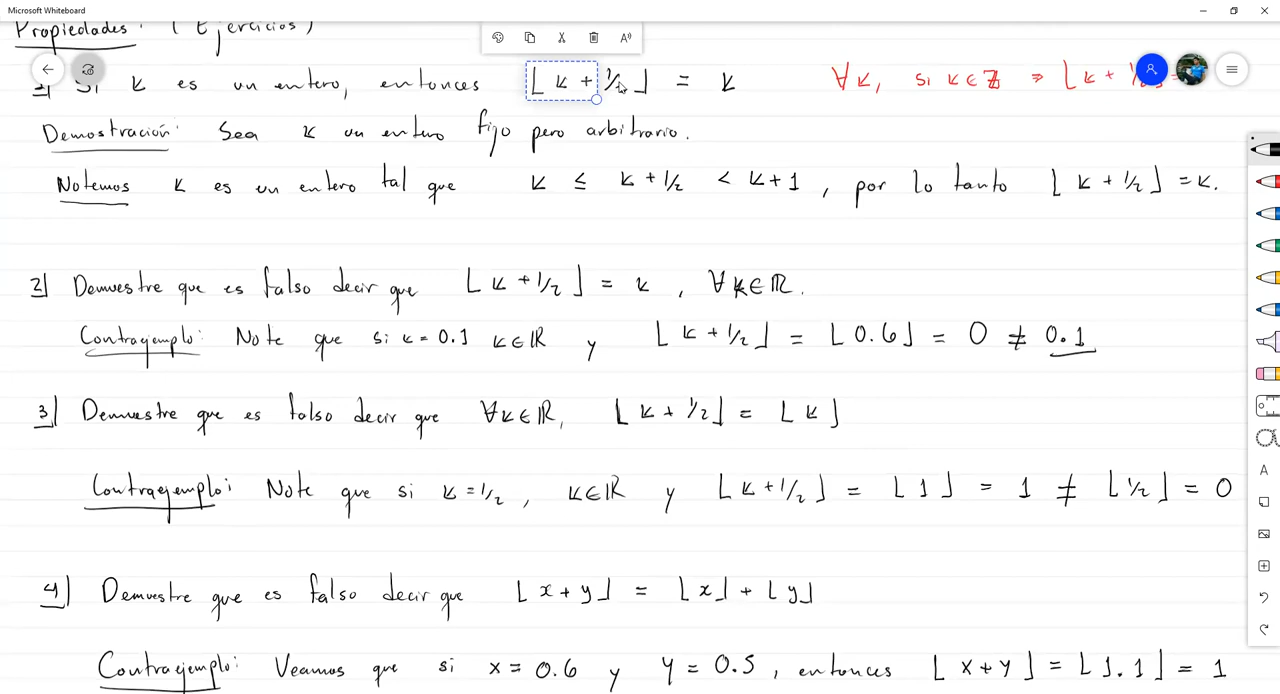 Microsoft Whiteboard
Propiedades: (Ejercicios)
Si k es un entero, entonces ⌊k + 1/2⌋ = k ∀k, si k∈ℤ ⇒ ⌊k + 1/
Demostración: Sea k un entero fijo pero arbitrario.
Notemos k es un entero tal que k ≤ k + 1/2 < k + 1, por lo tanto ⌊k + 1/2⌋ = k.
2) Demuestre que es falso decir que ⌊k + 1/2⌋ = k, ∀k∈ℝ.
Contraejemplo: Note que si k = 0.1 k∈ℝ y ⌊k + 1/2⌋ = ⌊0.6⌋ = 0 ≠ 0.1
3) Demuestre que es falso decir que ∀k∈ℝ, ⌊k + 1/2⌋ = ⌊k⌋
Contraejemplo: Note que si k = 1/2, k∈ℝ y ⌊k + 1/2⌋ = ⌊1⌋ = 1 ≠ ⌊1/2⌋ = 0
4) Demuestre que es falso decir que ⌊x + y⌋ = ⌊x⌋ + ⌊y⌋
Contraejemplo: Veamos que si x = 0.6 y y = 0.5, entonces ⌊x + y⌋ = ⌊1.1⌋ = 1